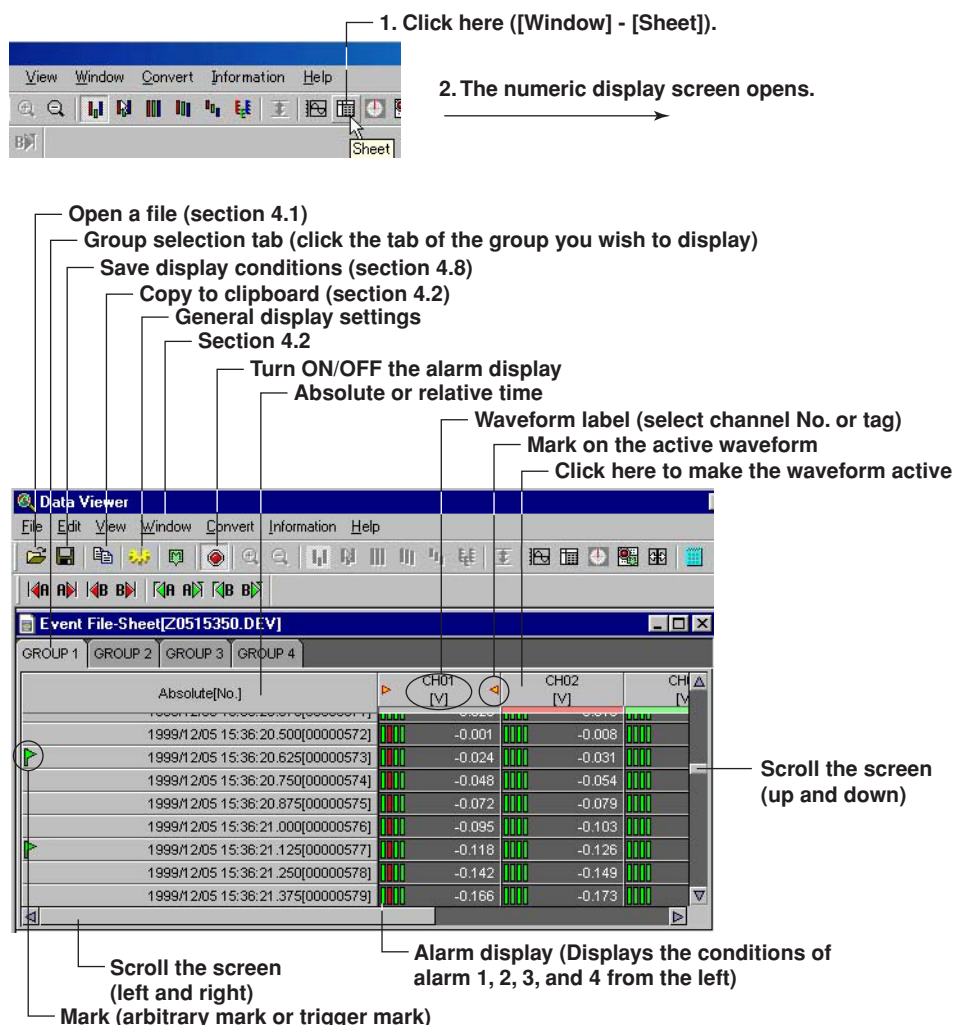 1. Click here ([Window] - [Sheet]).
View Window Convert Information Help
2. The numeric display screen opens.
Sheet
Open a file (section 4.1)
Group selection tab (click the tab of the group you wish to display)
Save display conditions (section 4.8)
Copy to clipboard (section 4.2)
General display settings
Section 4.2
Turn ON/OFF the alarm display
Absolute or relative time
Waveform label (select channel No. or tag)
Mark on the active waveform
Click here to make the waveform active
Data Viewer
File Edit View Window Convert Information Help
A A B B A A B B
Event File-Sheet[Z0515350.DEV]
GROUP 1 GROUP 2 GROUP 3 GROUP 4
Absolute[No.] CH01 [V] CH02 [V]
1999/12/05 15:36:20.500[00000572] -0.001 -0.008
1999/12/05 15:36:20.625[00000573] -0.024 -0.031
1999/12/05 15:36:20.750[00000574] -0.048 -0.054
1999/12/05 15:36:20.875[00000575] -0.072 -0.079
1999/12/05 15:36:21.000[00000576] -0.095 -0.103
1999/12/05 15:36:21.125[00000577] -0.118 -0.126
1999/12/05 15:36:21.250[00000578] -0.142 -0.149
1999/12/05 15:36:21.375[00000579] -0.166 -0.173
Scroll the screen
(up and down)
Alarm display (Displays the conditions of
alarm 1, 2, 3, and 4 from the left)
Scroll the screen
(left and right)
Mark (arbitrary mark or trigger mark)